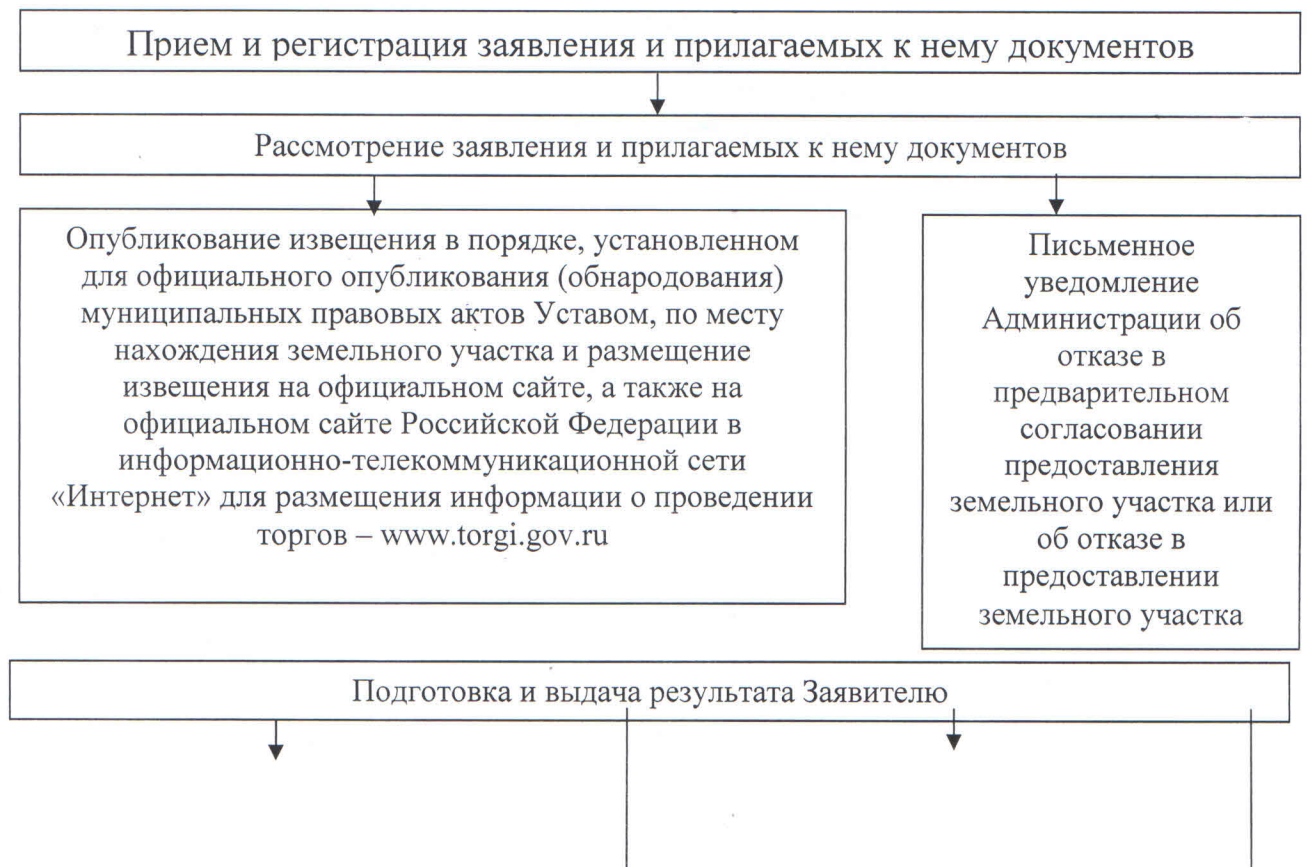 Прием и регистрация заявления и прилагаемых к нему документов
Рассмотрение заявления и прилагаемых к нему документов
Опубликование извещения в порядке, установленном
для официального опубликования (обнародования)
муниципальных правовых актов Уставом, по месту
нахождения земельного участка и размещение
извещения на официальном сайте, а также на
официальном сайте Российской Федерации в
информационно-телекоммуникационной сети
«Интернет» для размещения информации о проведении
торгов – www.torgi.gov.ru
Письменное
уведомление
Администрации об
отказе в
предварительном
согласовании
предоставления
земельного участка или
об отказе в
предоставлении
земельного участка
Подготовка и выдача результата Заявителю